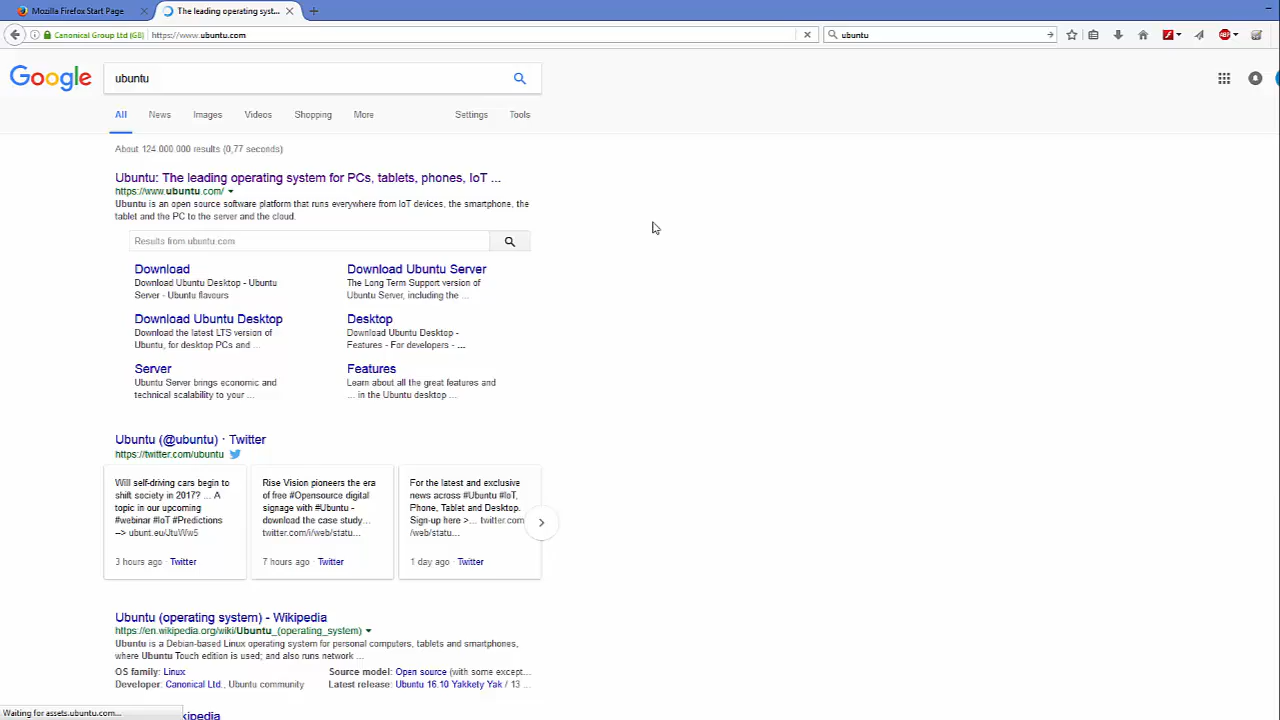 Mozilla Firefox Start Page
The leading operating syst...
Canonical Group Ltd (GB) https://www.ubuntu.com
ubuntu
Google
ubuntu
All News Images Videos Shopping More Settings Tools
About 124.000.000 results (0,77 seconds)
Ubuntu: The leading operating system for PCs, tablets, phones, IoT ...
https://www.ubuntu.com/
Ubuntu is an open source software platform that runs everywhere from IoT devices, the smartphone, the
tablet and the PC to the server and the cloud.
Results from ubuntu.com
Download
Download Ubuntu Desktop - Ubuntu
Server - Ubuntu flavours
Download Ubuntu Server
The Long Term Support version of
Ubuntu Server, including the ...
Download Ubuntu Desktop
Download the latest LTS version of
Ubuntu, for desktop PCs and ...
Desktop
Download Ubuntu Desktop -
Features - For developers - ...
Server
Ubuntu Server brings economic and
technical scalability to your ...
Features
Learn about all the great features and
... in the Ubuntu desktop ...
Ubuntu (@ubuntu) · Twitter
https://twitter.com/ubuntu
Will self-driving cars begin to
shift society in 2017? ... A
topic in our upcoming
#webinar #IoT #Predictions
–> ubunt.eu/JtuWw5
3 hours ago · Twitter
Rise Vision pioneers the era
of free #Opensource digital
signage with #Ubuntu -
download the case study...
twitter.com/i/web/statu...
7 hours ago · Twitter
For the latest and exclusive
news across #Ubuntu #IoT,
Phone, Tablet and Desktop.
Sign-up here >... twitter.com
/web/statu...
1 day ago · Twitter
Ubuntu (operating system) - Wikipedia
https://en.wikipedia.org/wiki/Ubuntu_(operating_system)
Ubuntu is a Debian-based Linux operating system for personal computers, tablets and smartphones,
where Ubuntu Touch edition is used; and also runs network ...
OS family: Linux
Source model: Open source (with some except...
Developer: Canonical Ltd., Ubuntu community
Latest release: Ubuntu 16.10 Yakkety Yak / 13 ...
Waiting for assets.ubuntu.com...